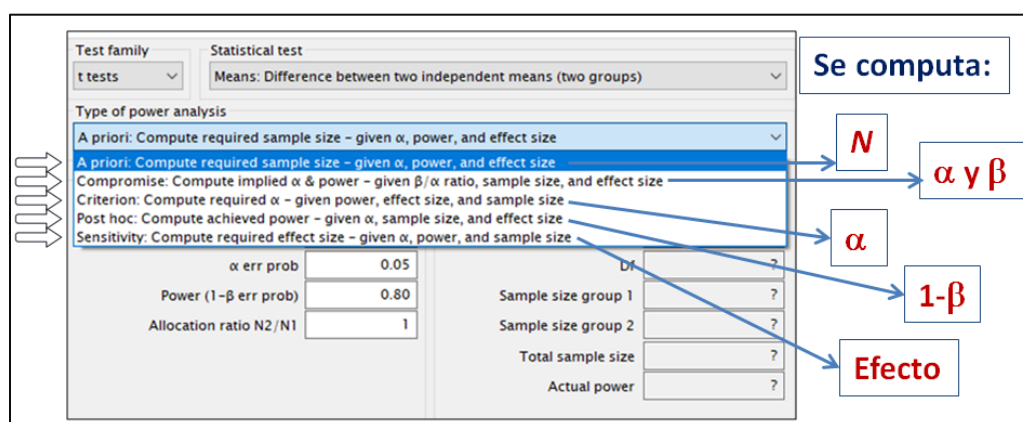 Test family
Statistical test
t tests
Means: Difference between two independent means (two groups)
Se computa:
Type of power analysis
A priori: Compute required sample size – given α, power, and effect size
N
A priori: Compute required sample size – given α, power, and effect size
Compromise: Compute implied α & power – given β/α ratio, sample size, and effect size
α y β
Criterion: Compute required α – given power, effect size, and sample size
Post hoc: Compute achieved power – given α, sample size, and effect size
Sensitivity: Compute required effect size – given α, power, and sample size
α
α err prob 0.05
Df ?
Power (1-β err prob) 0.80
Sample size group 1 ?
1-β
Allocation ratio N2/N1 1
Sample size group 2 ?
Total sample size ?
Efecto
Actual power ?